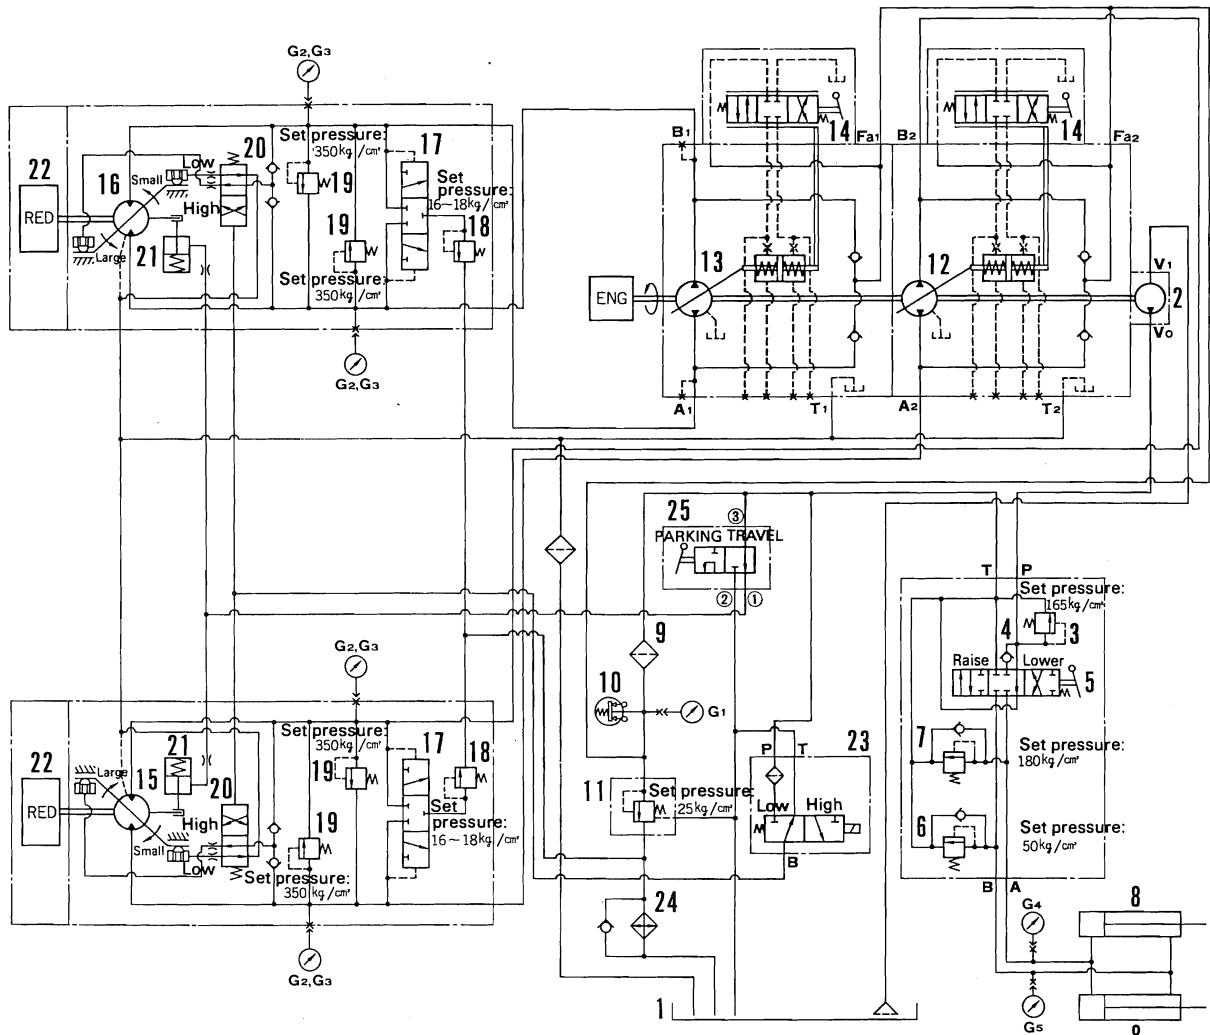 G2,G3
22
20
Set pressure:
350kg/cm²
17
14
14
B1
Fa1
B2
Fa2
Low
16
Small
19
Set
pressure:
16~18kg/cm²
RED
High
19
18
21
Large
Set pressure:
350kg/cm²
G2,G3
13
12
V1
ENG
2
Vo
A1
T1
A2
T2
25
③
PARKING TRAVEL
② ①
T P
Set pressure:
165kg/cm²
9
4
3
Raise
Lower
5
10
G1
G2,G3
Set pressure:
350kg/cm²
17
21
18
22
Large
15
20
19
RED
High
Set
pressure:
16~18kg/cm²
19
Small
Low
Set pressure:
350kg/cm²
G2,G3
P T
23
11
Set pressure:
25kg/cm²
Low
High
B
7
Set pressure:
180kg/cm²
6
Set pressure:
50kg/cm²
B A
24
G4
8
1
G5